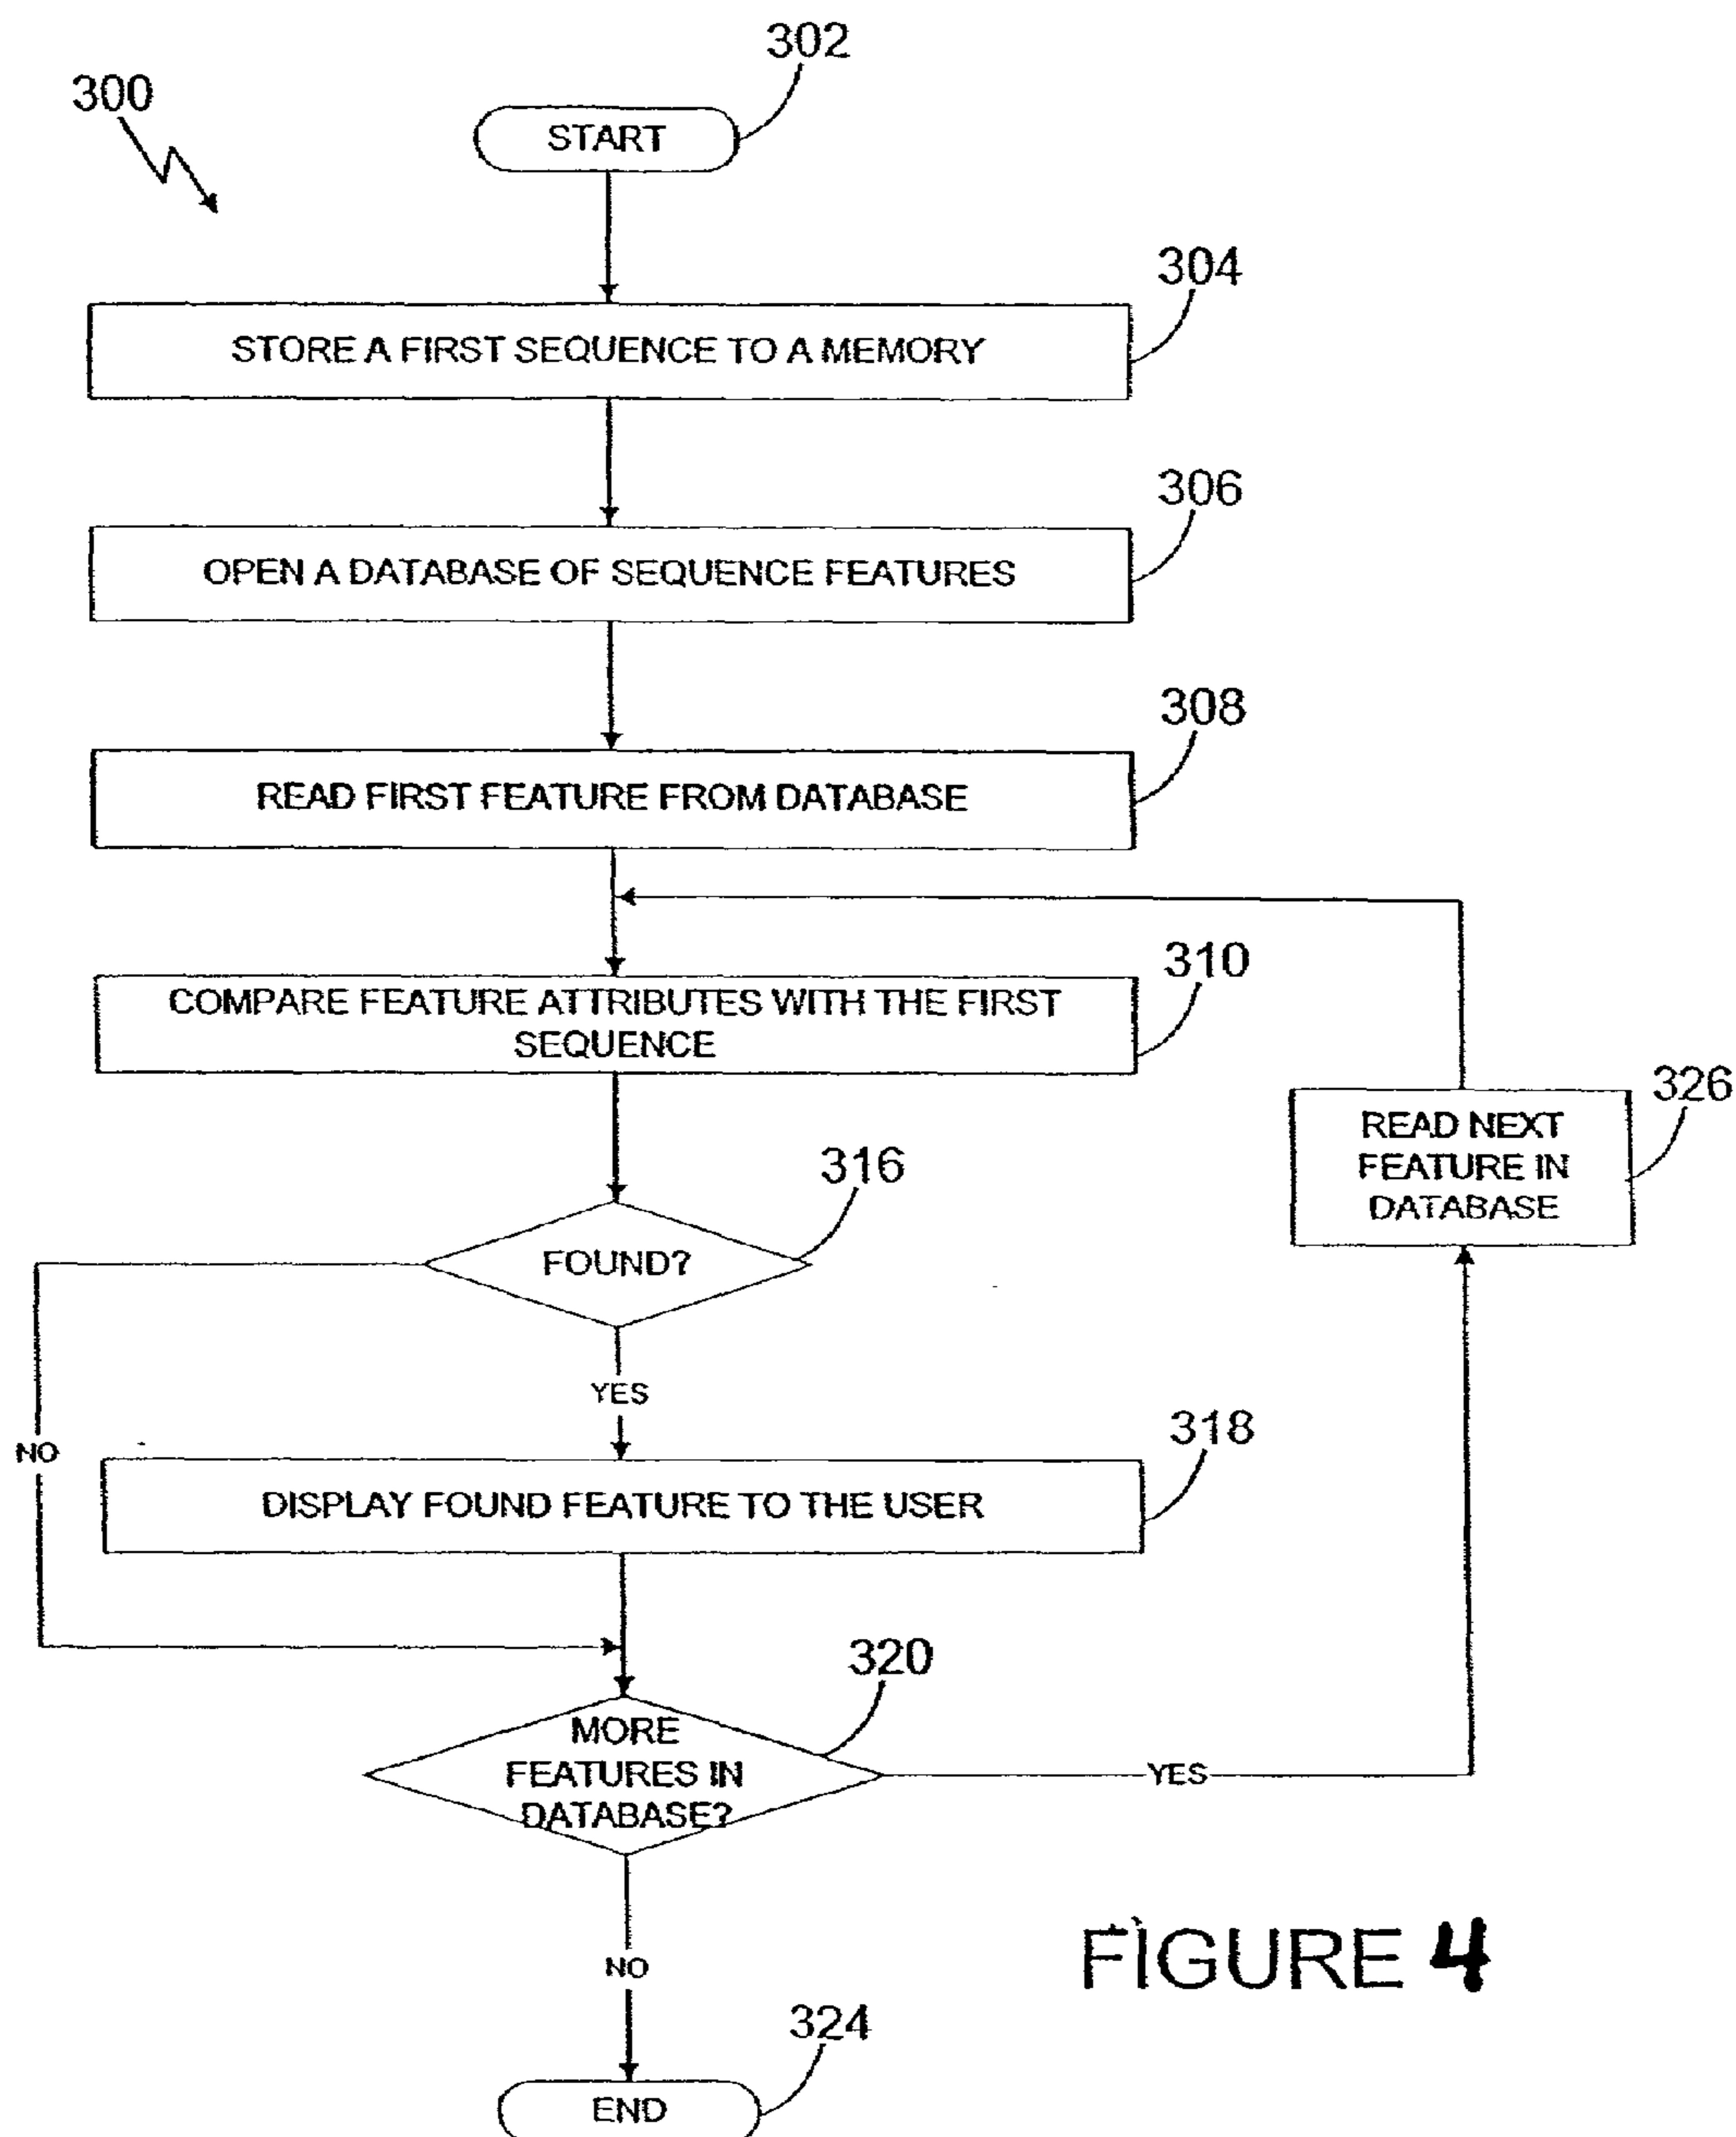 302
300
START
304
STORE A FIRST SEQUENCE TO A MEMORY
306
OPEN A DATABASE OF SEQUENCE FEATURES
308
READ FIRST FEATURE FROM DATABASE
310
COMPARE FEATURE ATTRIBUTES WITH THE FIRST
SEQUENCE
326
READ NEXT
FEATURE IN
DATABASE
316
FOUND?
YES
NO
318
DISPLAY FOUND FEATURE TO THE USER
320
MORE
FEATURES IN
DATABASE?
YES
NO
FIGURE 4
324
END